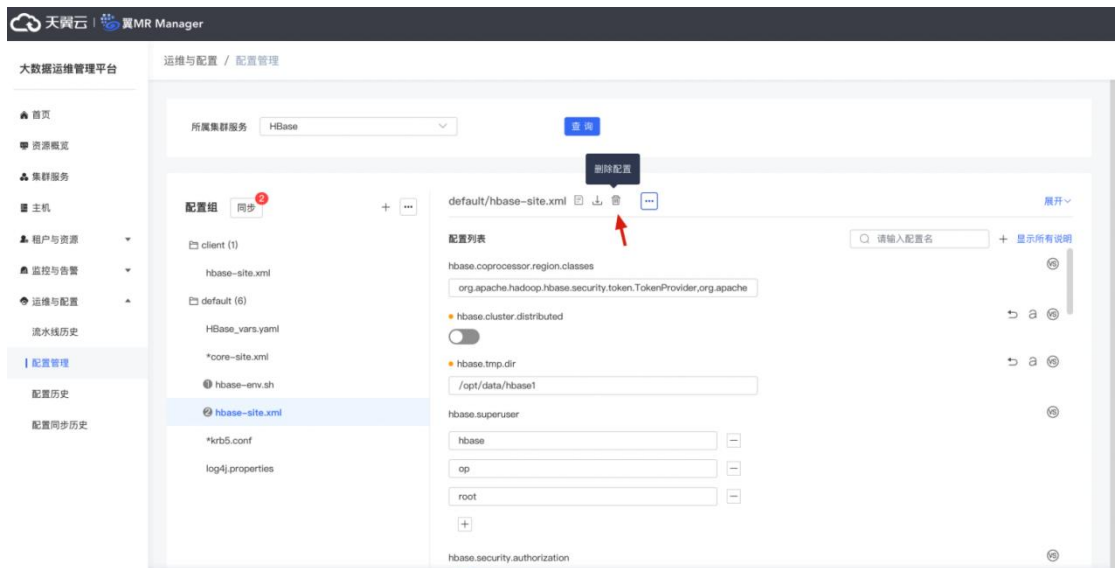 天翼云 翼MR Manager
大数据运维管理平台
运维与配置 / 配置管理
首页
资源概览
集群服务
主机
租户与资源
监控与告警
运维与配置
流水线历史
配置管理
配置历史
配置同步历史
所属集群服务 HBase 查询
删除配置
配置组 同步 2 + ···
client (1)
hbase-site.xml
default (6)
HBase_vars.yaml
*core-site.xml
1 hbase-env.sh
2 hbase-site.xml
*krb5.conf
log4j.properties
default/hbase-site.xml ··· 展开
配置列表 请输入配置名 + 显示所有说明
hbase.coprocessor.region.classes VS
org.apache.hadoop.hbase.security.token.TokenProvider,org.apache
hbase.cluster.distributed a VS
hbase.tmp.dir a VS
/opt/data/hbase1
hbase.superuser VS
hbase
op
root
+
hbase.security.authorization VS